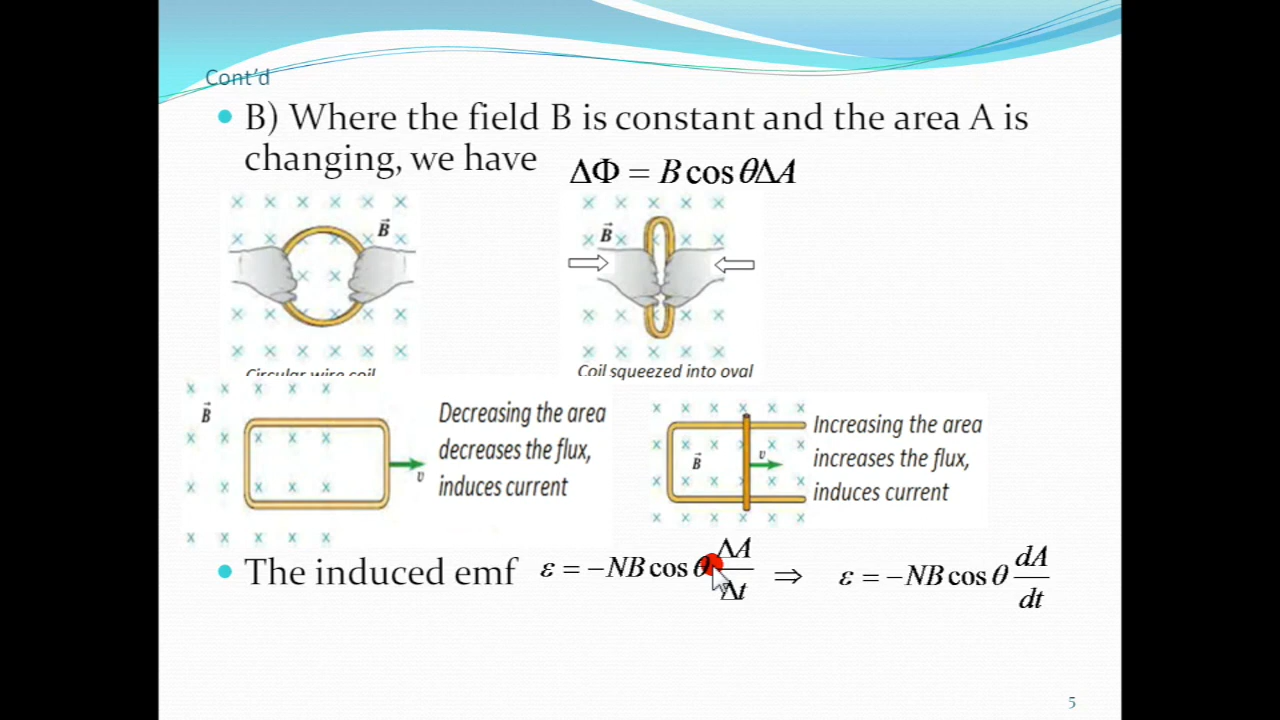 Cont'd
B) Where the field B is constant and the area A is
changing, we have
ΔΦ = B cos θΔA
B
B
Circular wire coil
Coil squeezed into oval
B
v
Decreasing the area
decreases the flux,
induces current
B
v
Increasing the area
increases the flux,
induces current
The induced emf ε = −NB cos θ ΔA/Δt ⇒ ε = −NB cos θ dA/dt
5